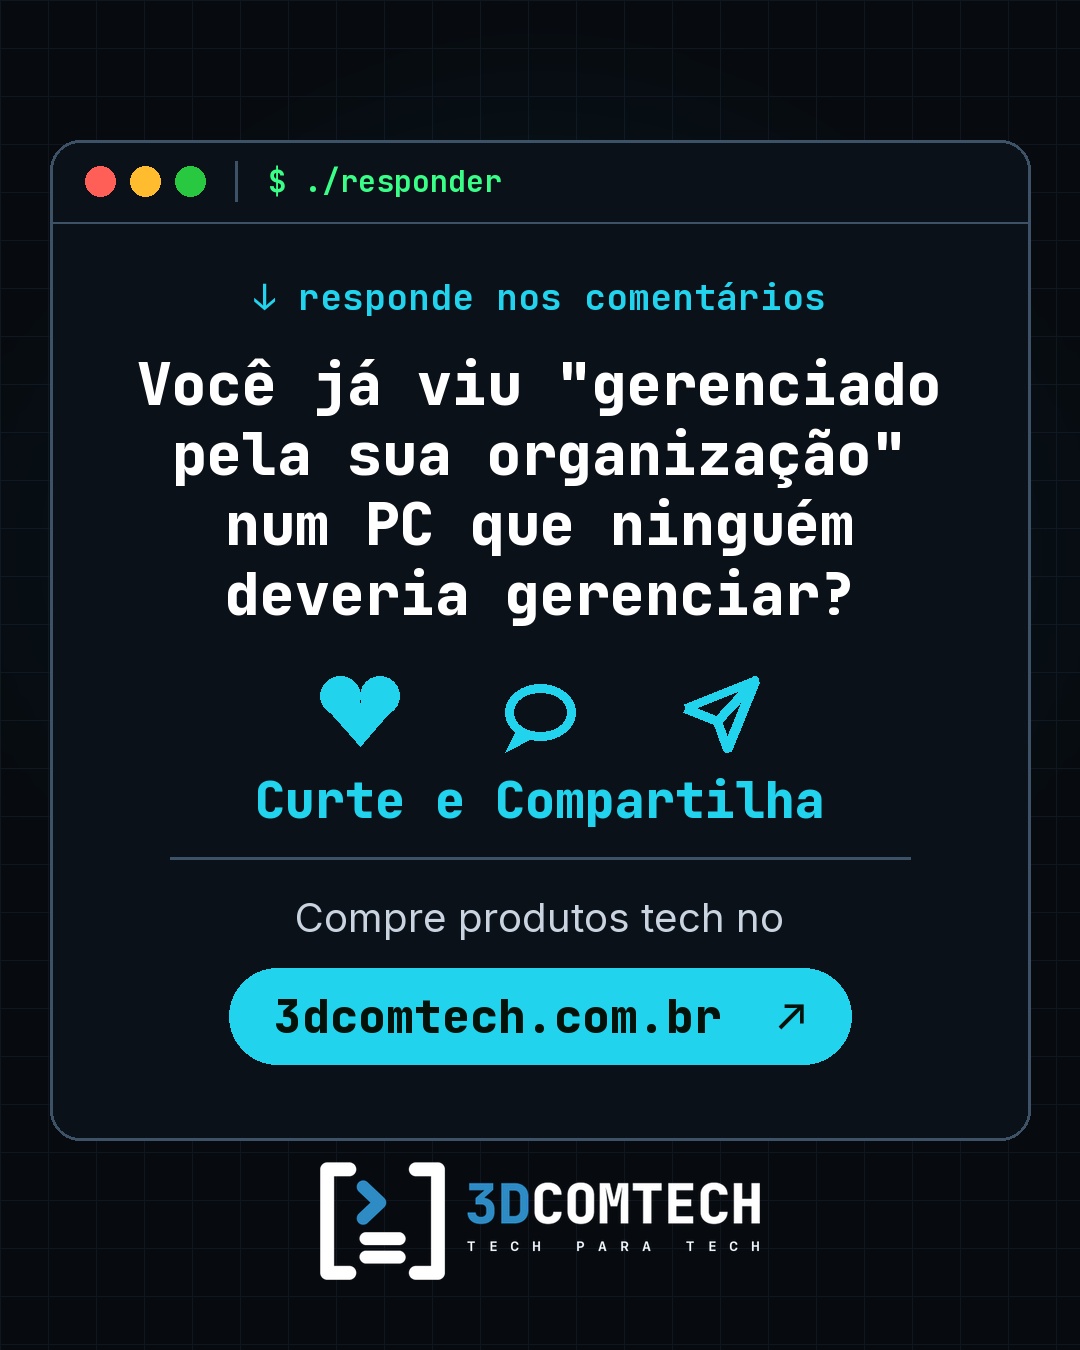 $ ./responder
↓ responde nos comentários
Você já viu "gerenciado
pela sua organização"
num PC que ninguém
deveria gerenciar?
Curte e Compartilha
Compre produtos tech no
3dcomtech.com.br ↗
3DCOMTECH
TECH PARA TECH